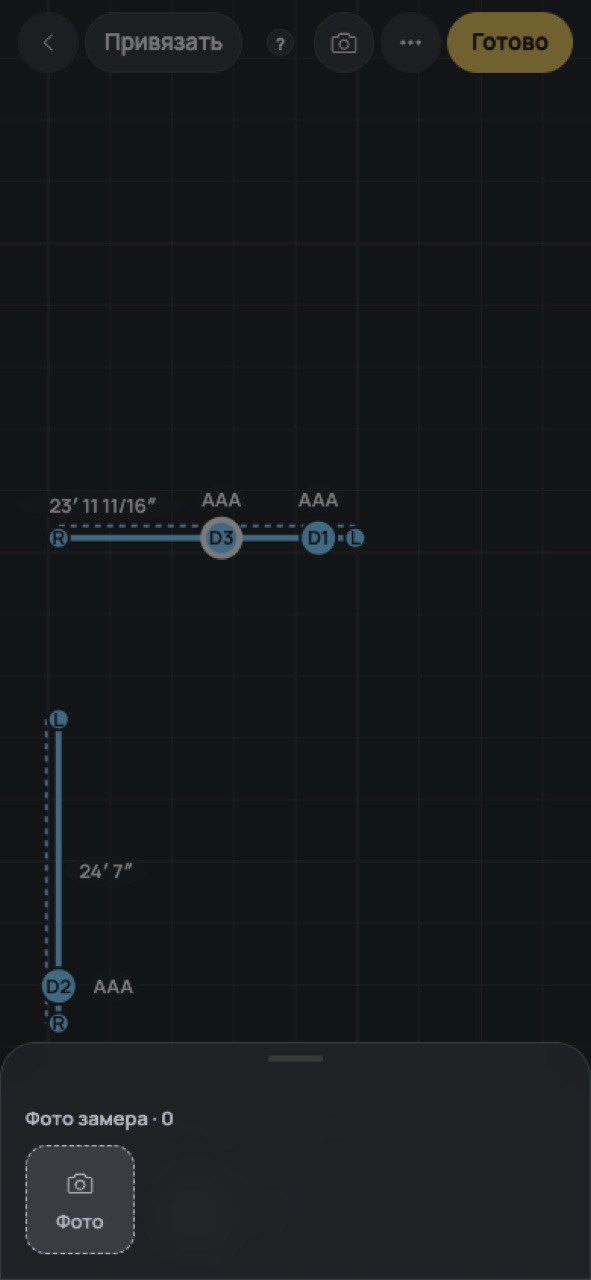 Привязать
?
Готово
23′ 11 11/16″
AAA
AAA
R
D3
D1
L
L
24′ 7″
D2
AAA
R
Фото замера · 0
Фото